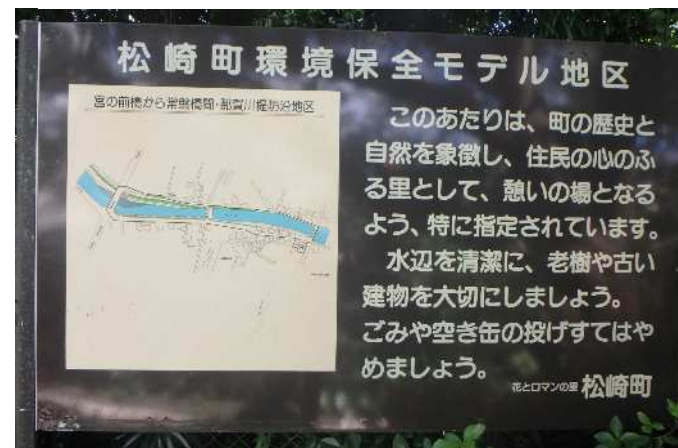 松崎町環境保全モデル地区
宮の前橋から常盤橋間・那賀川堤防沿地区
このあたりは、町の歴史と
自然を象徴し、住民の心のふ
る里として、憩いの場となる
よう、特に指定されています。
水辺を清潔に、老樹や古い
建物を大切にしましょう。
ごみや空き缶の投げすてはや
めましょう。
花とロマンの里 松崎町